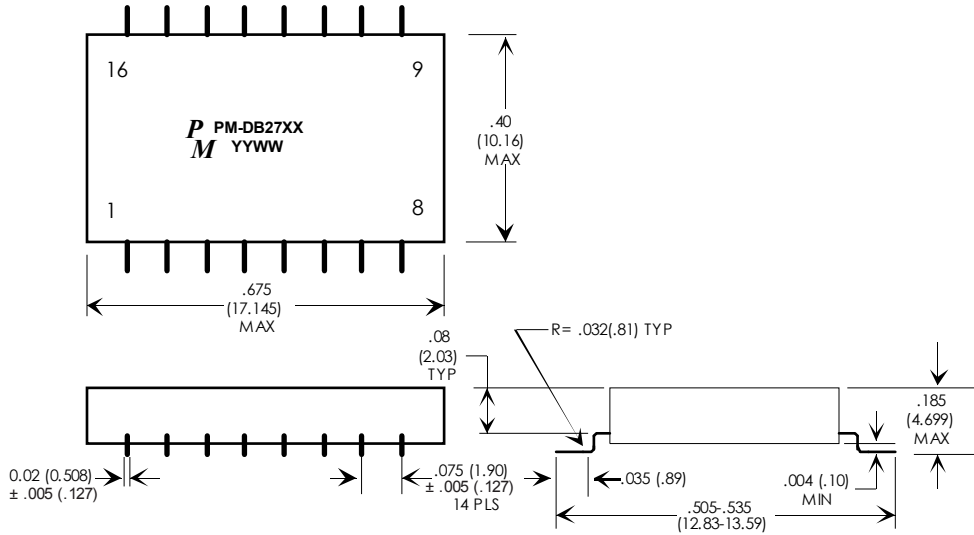 16
9
P PM-DB27XX
M YYWW
1
8
.40
(10.16)
MAX
.675
(17.145)
MAX
.08
(2.03)
TYP
R= .032(.81) TYP
.185
(4.699)
MAX
0.02 (0.508)
± .005 (.127)
.075 (1.90)
± .005 (.127)
14 PLS
.035 (.89)
.004 (.10)
MIN
.505-.535
(12.83-13.59)